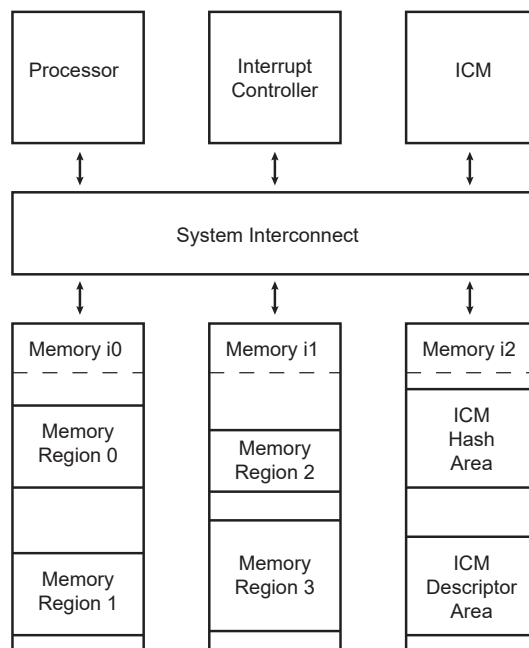 Processor
Interrupt
Controller
ICM
System Interconnect
Memory i0
Memory i1
Memory i2
Memory
Region 0
Memory
Region 2
ICM
Hash
Area
Memory
Region 1
Memory
Region 3
ICM
Descriptor
Area